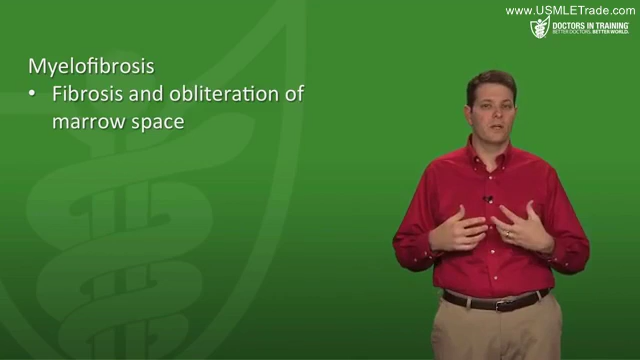 www.USMLETrade.com
DOCTORS IN TRAINING
BETTER DOCTORS, BETTER WORLD.
Myelofibrosis
• Fibrosis and obliteration of
marrow space